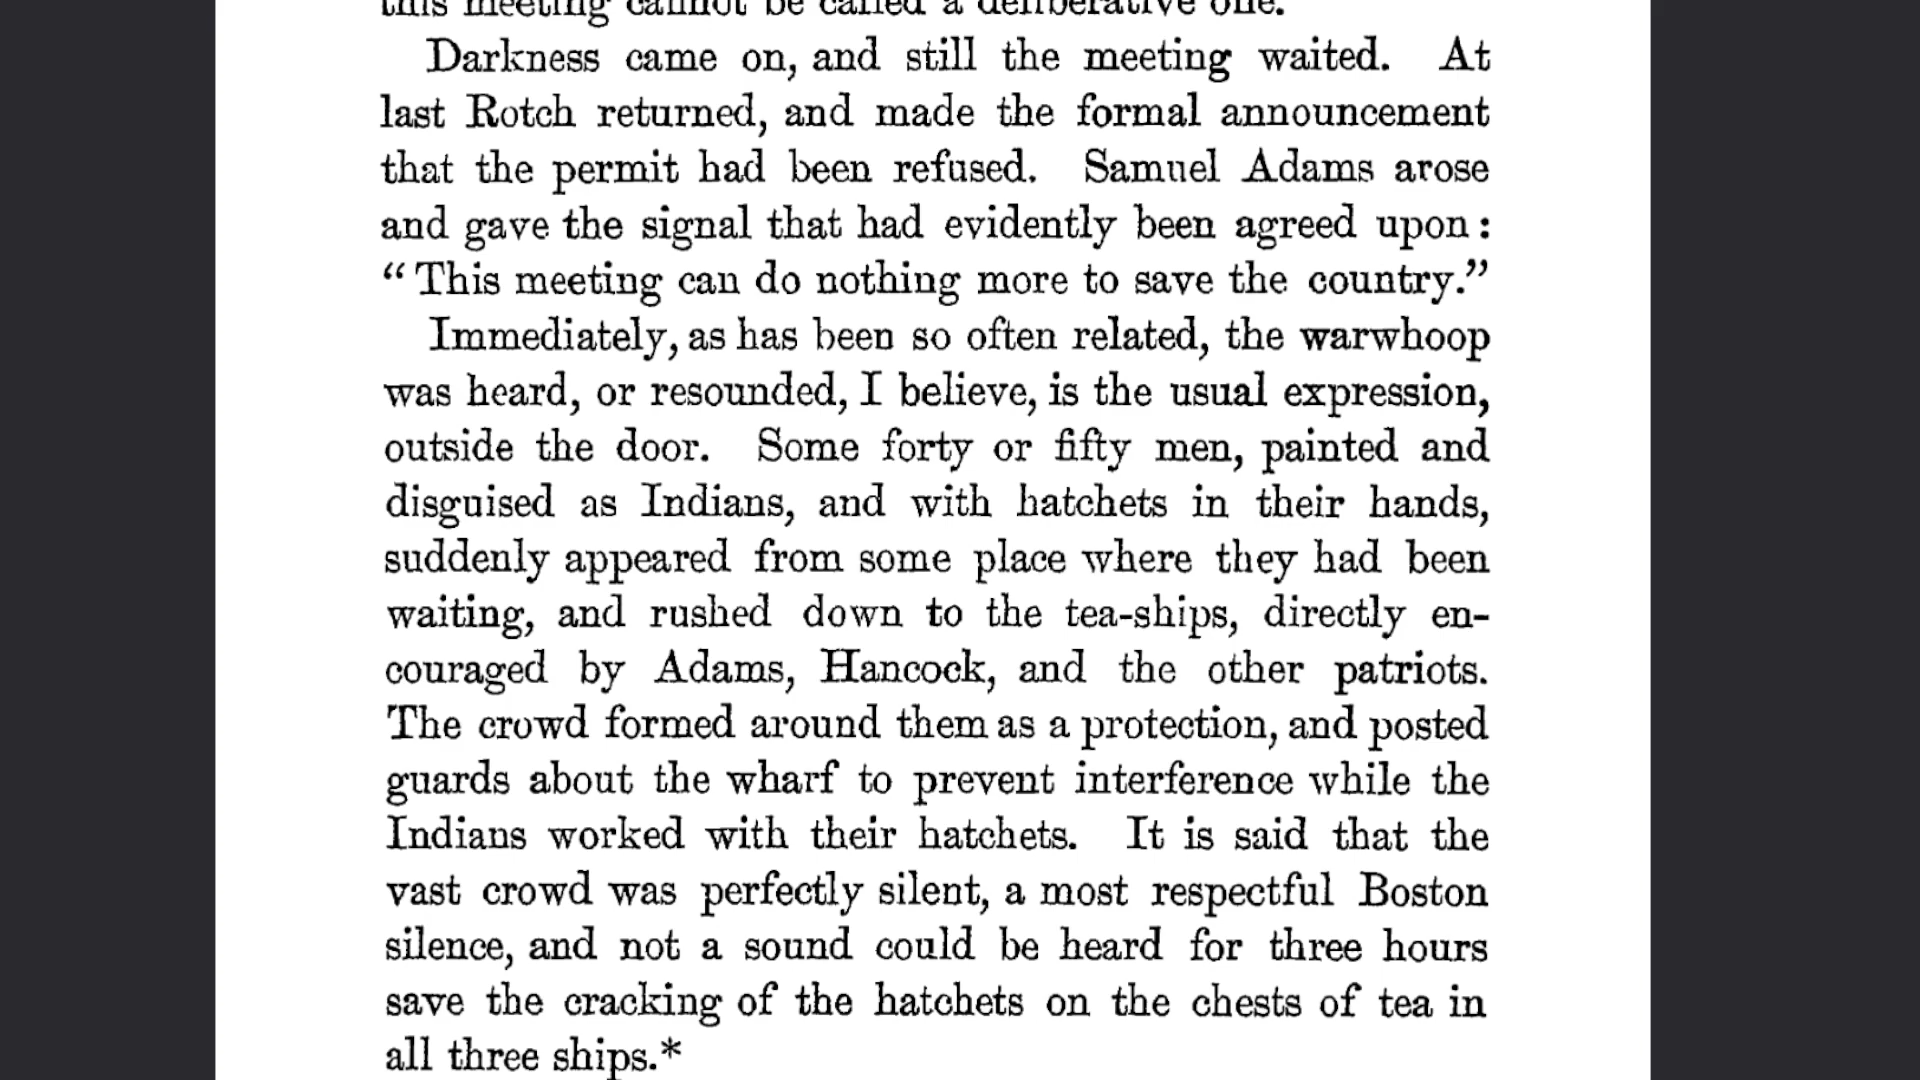 this meeting cannot be called a deliberative one.
Darkness came on, and still the meeting waited. At
last Rotch returned, and made the formal announcement
that the permit had been refused. Samuel Adams arose
and gave the signal that had evidently been agreed upon:
“This meeting can do nothing more to save the country.”
Immediately, as has been so often related, the warwhoop
was heard, or resounded, I believe, is the usual expression,
outside the door. Some forty or fifty men, painted and
disguised as Indians, and with hatchets in their hands,
suddenly appeared from some place where they had been
waiting, and rushed down to the tea-ships, directly en-
couraged by Adams, Hancock, and the other patriots.
The crowd formed around them as a protection, and posted
guards about the wharf to prevent interference while the
Indians worked with their hatchets. It is said that the
vast crowd was perfectly silent, a most respectful Boston
silence, and not a sound could be heard for three hours
save the cracking of the hatchets on the chests of tea in
all three ships.*